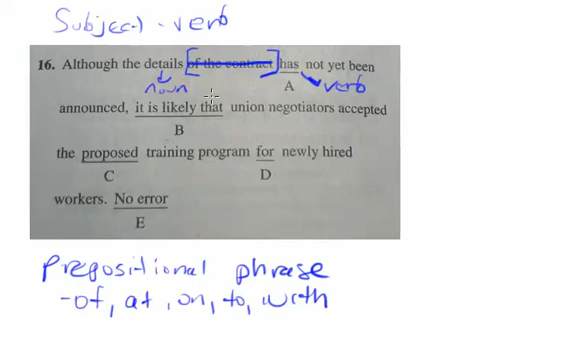 Subject - verb
16. Although the details of the contract has not yet been
noun
A
verb
announced, it is likely that union negotiators accepted
B
the proposed training program for newly hired
C D
workers. No error
E
Prepositional phrase
-of, at, on, to, with